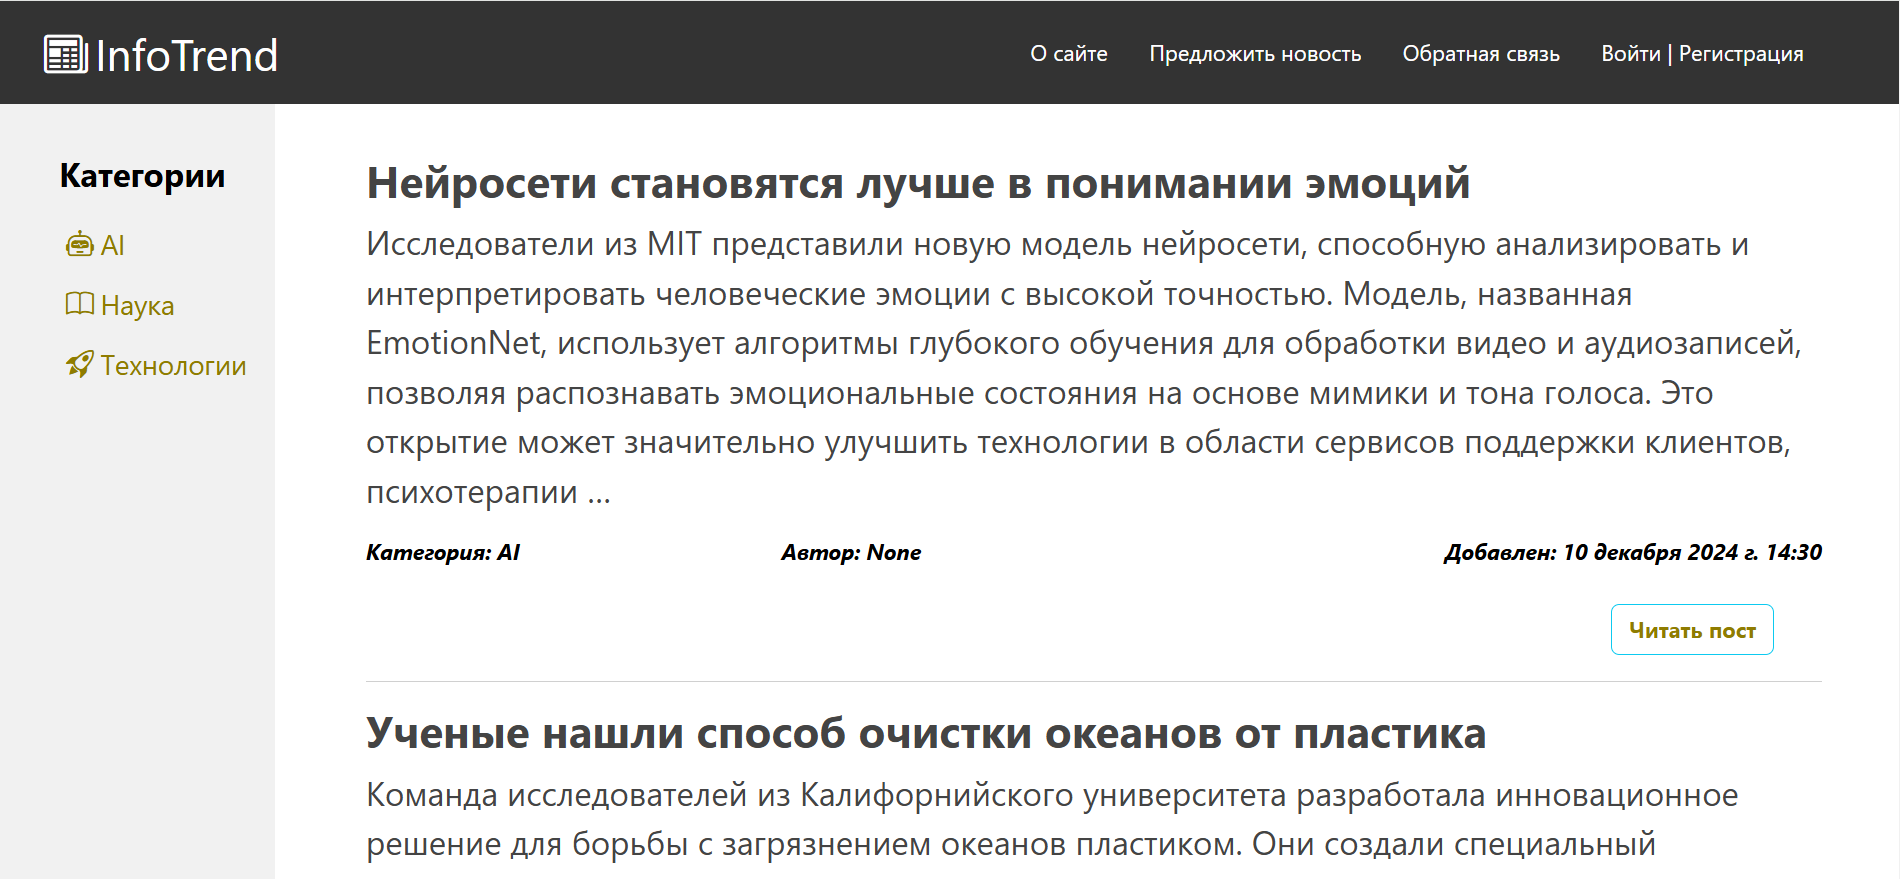 InfoTrend
О сайте
Предложить новость
Обратная связь
Войти | Регистрация
Категории
AI
Наука
Технологии
Нейросети становятся лучше в понимании эмоций
Исследователи из MIT представили новую модель нейросети, способную анализировать и
интерпретировать человеческие эмоции с высокой точностью. Модель, названная
EmotionNet, использует алгоритмы глубокого обучения для обработки видео и аудиозаписей,
позволяя распознавать эмоциональные состояния на основе мимики и тона голоса. Это
открытие может значительно улучшить технологии в области сервисов поддержки клиентов,
психотерапии ...
Категория: AI
Автор: None
Добавлен: 10 декабря 2024 г. 14:30
Читать пост
Ученые нашли способ очистки океанов от пластика
Команда исследователей из Калифорнийского университета разработала инновационное
решение для борьбы с загрязнением океанов пластиком. Они создали специальный